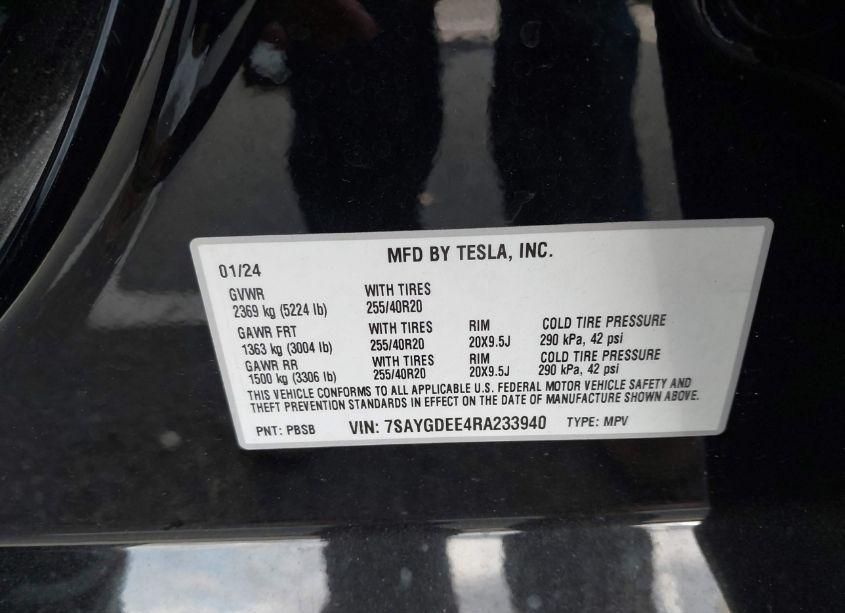 MFD BY TESLA, INC.
01/24
GVWR WITH TIRES
2369 kg (5224 lb) 255/40R20
GAWR FRT WITH TIRES RIM COLD TIRE PRESSURE
1363 kg (3004 lb) 255/40R20 20X9.5J 290 kPa, 42 psi
GAWR RR WITH TIRES RIM COLD TIRE PRESSURE
1500 kg (3306 lb) 255/40R20 20X9.5J 290 kPa, 42 psi
THIS VEHICLE CONFORMS TO ALL APPLICABLE U.S. FEDERAL MOTOR VEHICLE SAFETY AND
THEFT PREVENTION STANDARDS IN EFFECT ON THE DATE OF MANUFACTURE SHOWN ABOVE.
PNT: PBSB VIN: 7SAYGDEE4RA233940 TYPE: MPV